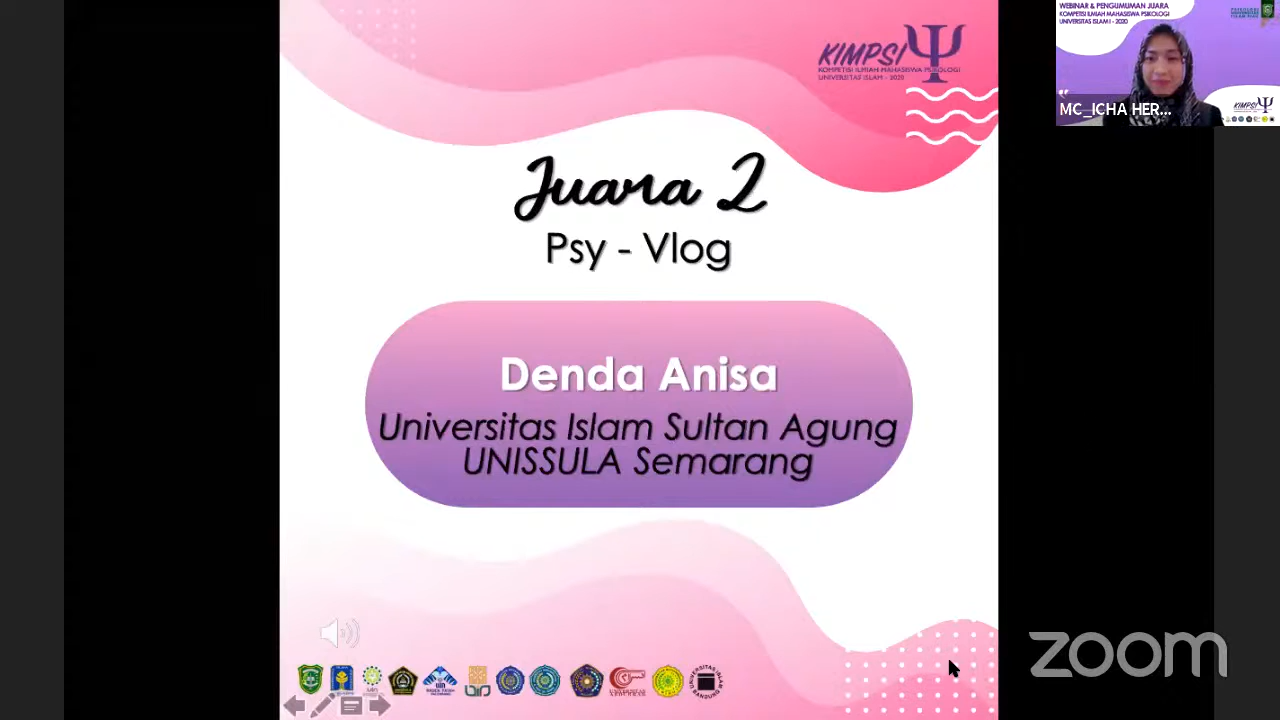 WEBINAR & PENGUMUMAN JUARA
KOMPETISI ILMIAH MAHASISWA PSIKOLOGI
UNIVERSITAS ISLAM I - 2020
MC_ICHA HER...
KIMPSI
KIMPSI
KOMPETISI ILMIAH MAHASISWA PSIKOLOGI
UNIVERSITAS ISLAM - 2020
Juara 2
Psy - Vlog
Denda Anisa
Universitas Islam Sultan Agung
UNISSULA Semarang
zoom